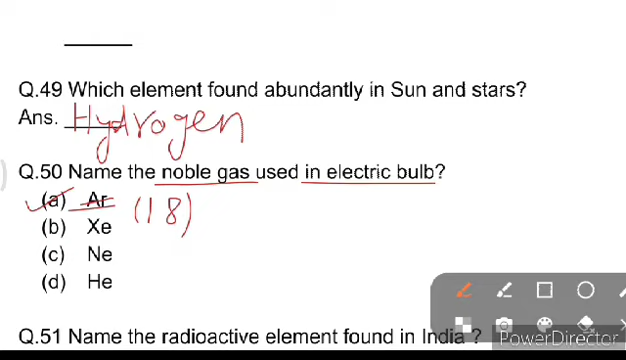 Q.49 Which element found abundantly in Sun and stars?
Ans. Hydrogen
Q.50 Name the noble gas used in electric bulb?
(a) Ar
(b) Xe (18)
(c) Ne
(d) He
Q.51 Name the radioactive element found in India ?
PowerDirector